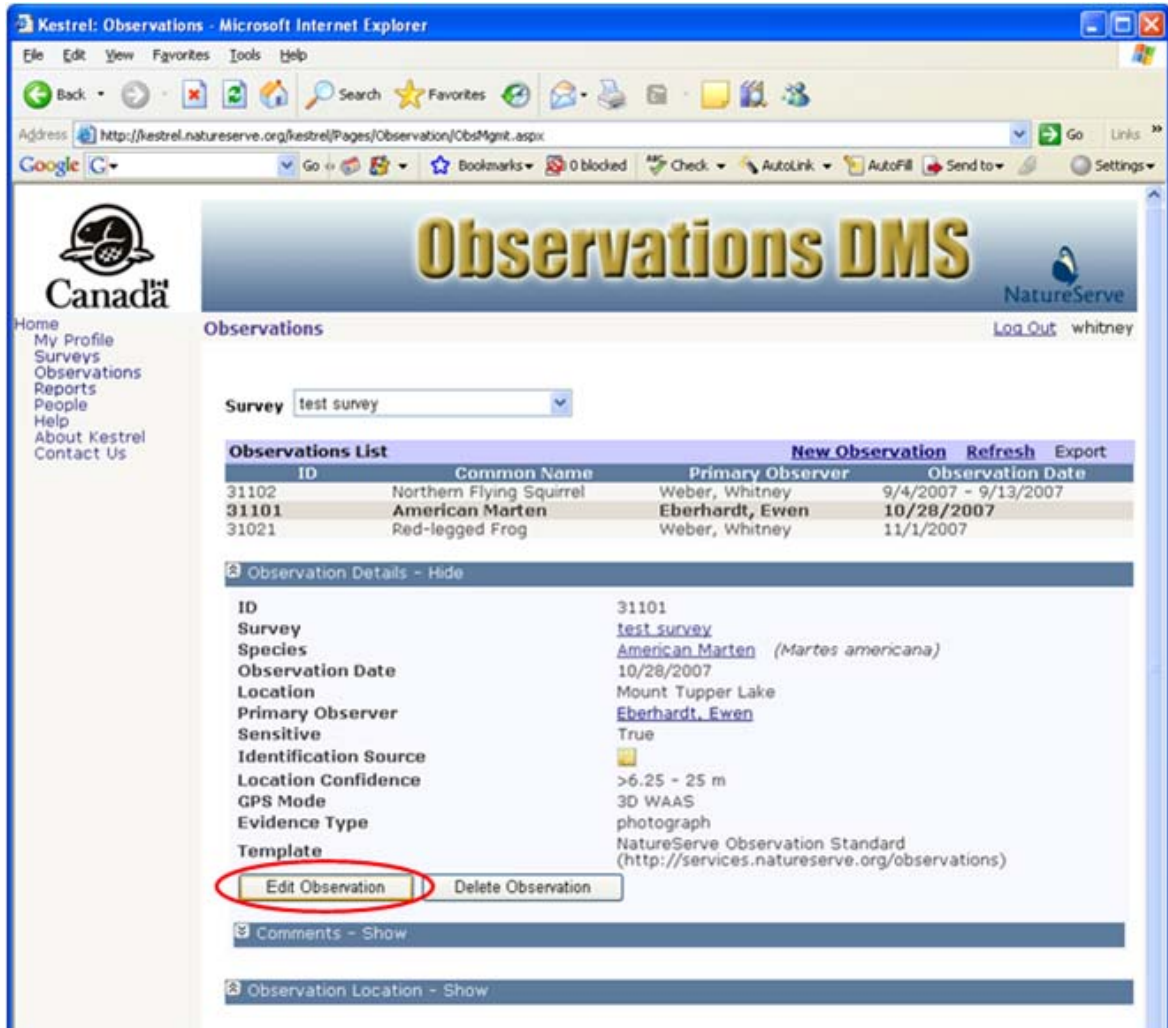 Kestrel: Observations - Microsoft Internet Explorer
File Edit View Favorites Tools Help
Back Search Favorites
Address http://kestrel.natureserve.org/kestrel/Pages/Observation/ObsMgmt.aspx Go Links »
Google G Go Bookmarks 0 blocked ABC Check AutoLink AutoFill Send to Settings
Observations DMS
Canada
NatureServe
Home
My Profile
Surveys
Observations
Reports
People
Help
About Kestrel
Contact Us
Observations Log Out whitney
Survey test survey
Observations List New Observation Refresh Export
ID Common Name Primary Observer Observation Date
31102 Northern Flying Squirrel Weber, Whitney 9/4/2007 - 9/13/2007
31101 American Marten Eberhardt, Ewen 10/28/2007
31021 Red-legged Frog Weber, Whitney 11/1/2007
Observation Details - Hide
ID 31101
Survey test survey
Species American Marten (Martes americana)
Observation Date 10/28/2007
Location Mount Tupper Lake
Primary Observer Eberhardt, Ewen
Sensitive True
Identification Source
Location Confidence >6.25 - 25 m
GPS Mode 3D WAAS
Evidence Type photograph
Template NatureServe Observation Standard
(http://services.natureserve.org/observations)
Edit Observation Delete Observation
Comments - Show
Observation Location - Show